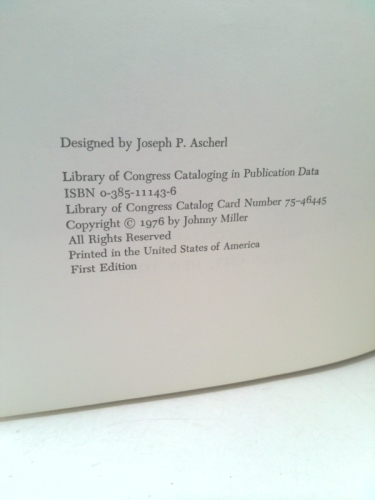 Designed by Joseph P. Ascherl
Library of Congress Cataloging in Publication Data
ISBN 0-385-11143-6
Library of Congress Catalog Card Number 75-46445
Copyright © 1976 by Johnny Miller
All Rights Reserved
Printed in the United States of America
First Edition